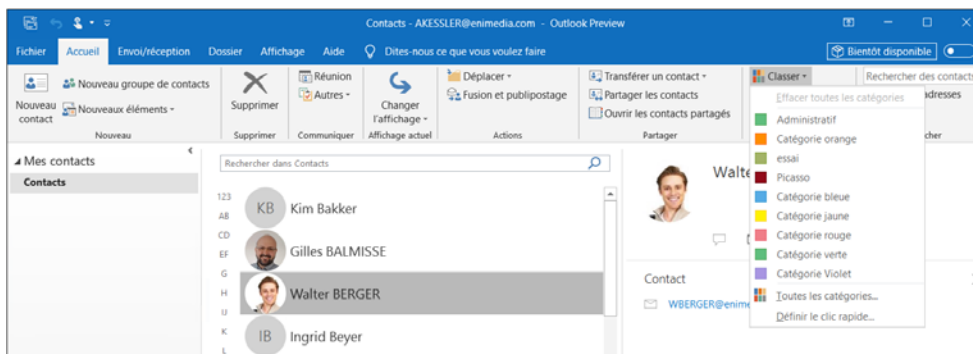 Contacts - AKESSLER@enimedia.com - Outlook Preview
Fichier Accueil Envoi/réception Dossier Affichage Aide Dites-nous ce que vous voulez faire Bientôt disponible
Nouveau contact
Nouveau groupe de contacts
Nouveaux éléments
Nouveau
Supprimer
Supprimer
Réunion
Autres
Communiquer
Changer l'affichage
Affichage actuel
Déplacer
Fusion et publipostage
Actions
Transférer un contact
Partager les contacts
Ouvrir les contacts partagés
Partager
Classer
Rechercher des contacts
Effacer toutes les catégories
Administratif
Catégorie orange
essai
Picasso
Catégorie bleue
Catégorie jaune
Catégorie rouge
Catégorie verte
Catégorie Violet
Toutes les catégories...
Définir le clic rapide...
Mes contacts
Contacts
Rechercher dans Contacts
123
AB
CD
EF
G
H
IJ
K
L
KB Kim Bakker
Gilles BALMISSE
Walter BERGER
IB Ingrid Beyer
Contact